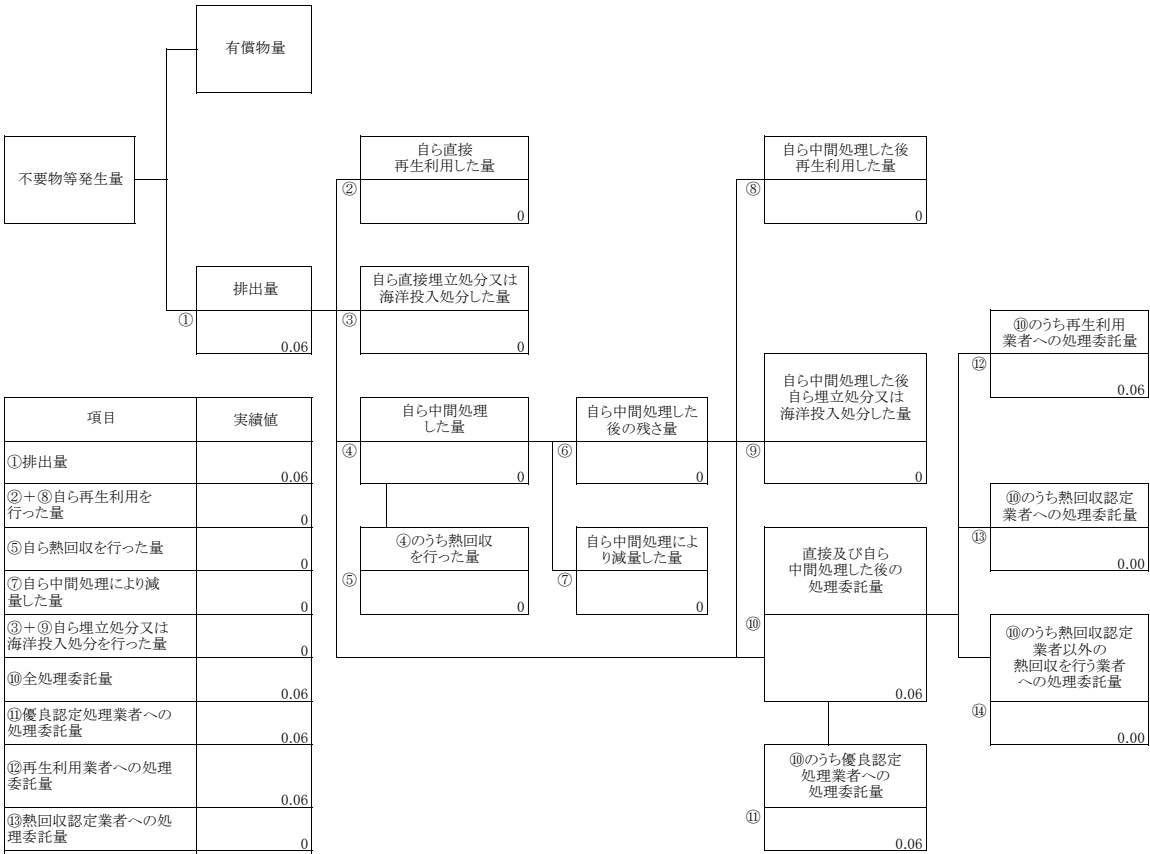 有償物量
不要物等発生量
自ら直接
再生利用した量
②
0
自ら中間処理した後
再生利用した量
⑧
0
排出量
①
0.06
自ら直接埋立処分又は
海洋投入処分した量
③
0
⑩のうち再生利用
業者への処理委託量
⑫
0.06
自ら中間処理した後
自ら埋立処分又は
海洋投入処分した量
⑨
0
自ら中間処理
した量
④
0
自ら中間処理した
後の残さ量
⑥
0
⑩のうち熱回収認定
業者への処理委託量
⑬
0.00
④のうち熱回収
を行った量
⑤
0
自ら中間処理によ
り減量した量
⑦
0
直接及び自ら
中間処理した後の
処理委託量
⑩
0.06
⑩のうち熱回収認定
業者以外の
熱回収を行う業者
への処理委託量
⑭
0.00
⑩のうち優良認定
処理業者への
処理委託量
⑪
0.06
項目 実績値
①排出量
0.06
②+⑧自ら再生利用を
行った量
0
⑤自ら熱回収を行った量
0
⑦自ら中間処理により減
量した量
0
③+⑨自ら埋立処分又は
海洋投入処分を行った量
0
⑩全処理委託量
0.06
⑪優良認定処理業者への
処理委託量
0.06
⑫再生利用業者への処理
委託量
0.06
⑬熱回収認定業者への処
理委託量
0